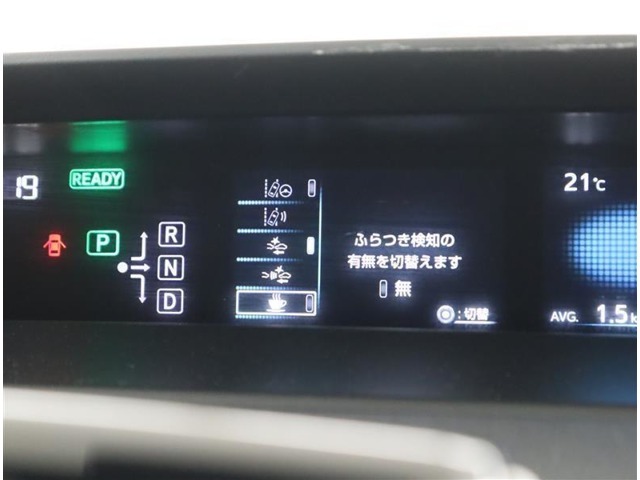 19
READY
P
R
N
D
ふらつき検知の
有無を切替えます
無
:切替
21℃
AVG. 1.5k